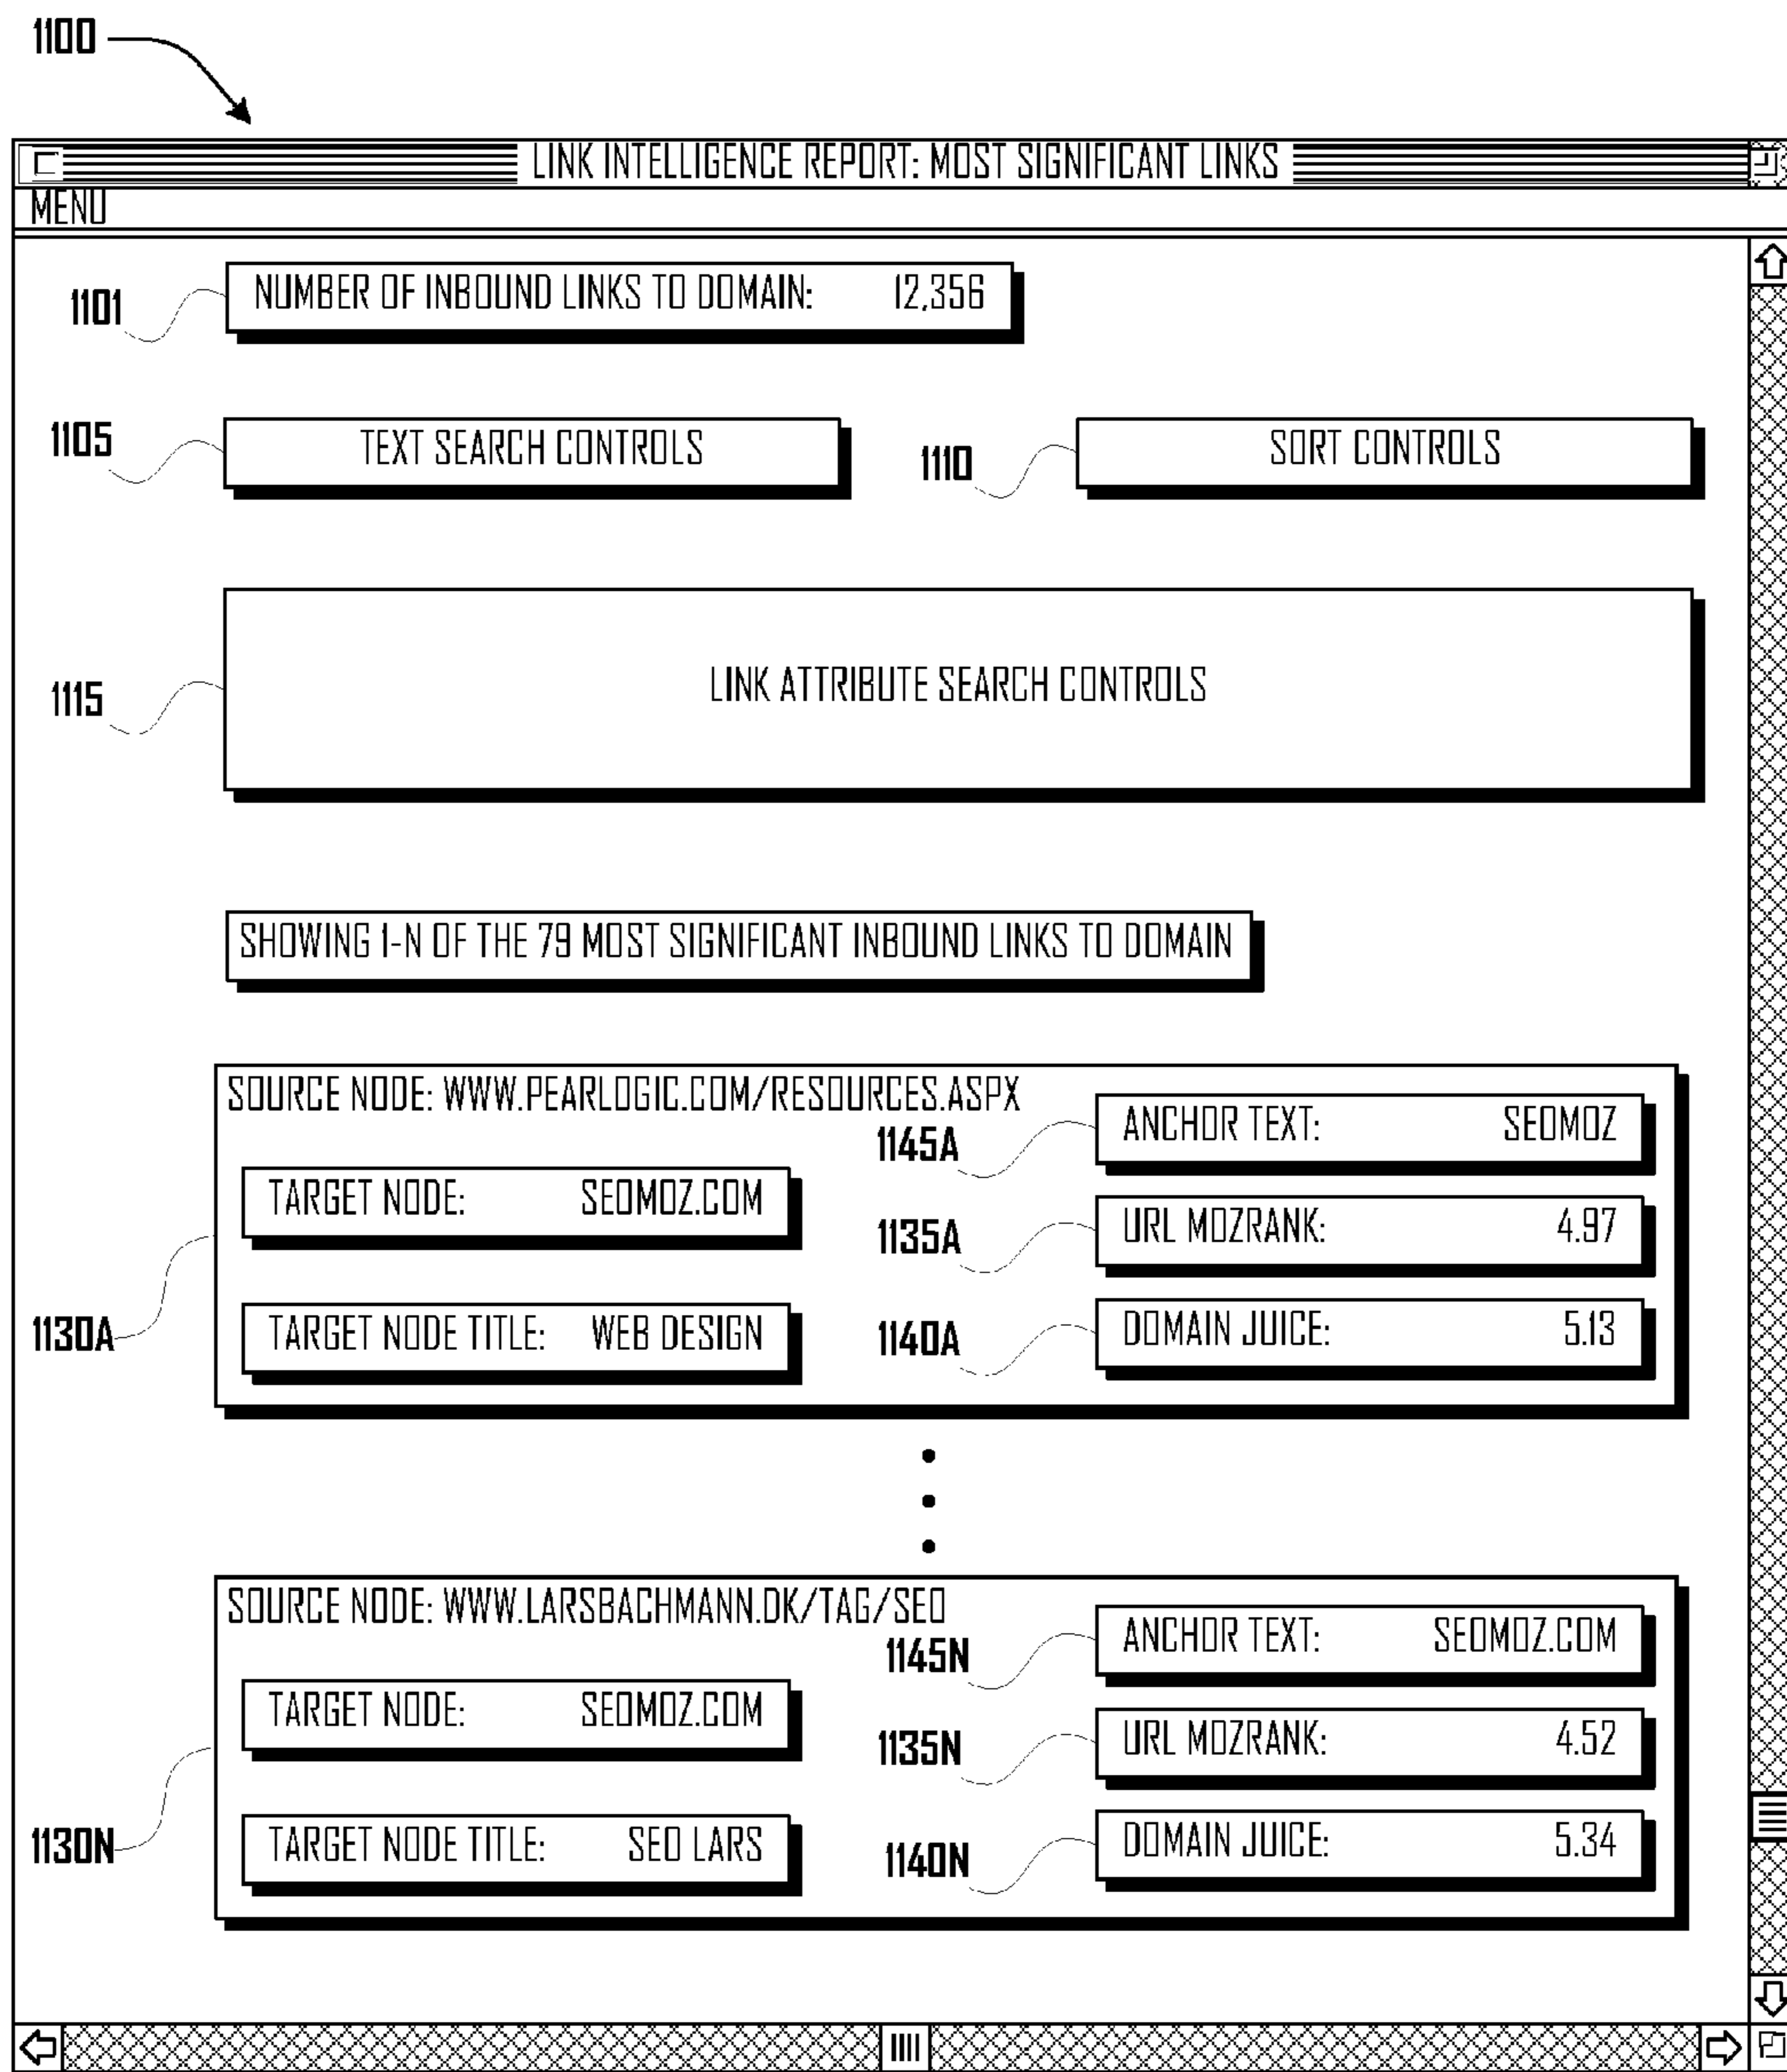 1100
LINK INTELLIGENCE REPORT: MOST SIGNIFICANT LINKS
MENU
1101
NUMBER OF INBOUND LINKS TO DOMAIN: 12,356
1105
TEXT SEARCH CONTROLS
1110
SORT CONTROLS
1115
LINK ATTRIBUTE SEARCH CONTROLS
SHOWING 1-N OF THE 79 MOST SIGNIFICANT INBOUND LINKS TO DOMAIN
1130A
SOURCE NODE: WWW.PEARLOGIC.COM/RESOURCES.ASPX
TARGET NODE: SEOMOZ.COM
TARGET NODE TITLE: WEB DESIGN
1145A
ANCHOR TEXT: SEOMOZ
1135A
URL MOZRANK: 4.97
1140A
DOMAIN JUICE: 5.13
1130N
SOURCE NODE: WWW.LARSBACHMANN.DK/TAG/SEO
TARGET NODE: SEOMOZ.COM
TARGET NODE TITLE: SEO LARS
1145N
ANCHOR TEXT: SEOMOZ.COM
1135N
URL MOZRANK: 4.52
1140N
DOMAIN JUICE: 5.34